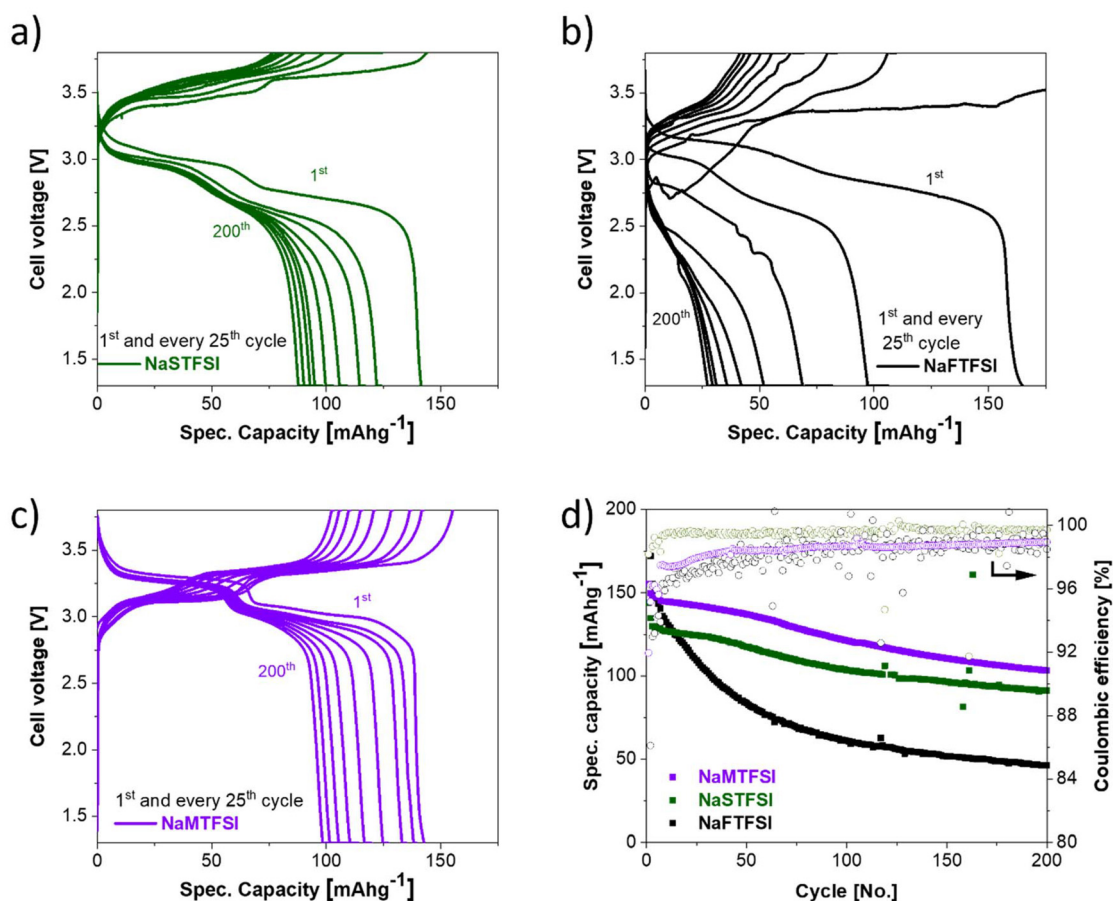 a)
3.5
3.0
2.5
2.0
1.5
Cell voltage [V]
1st
200th
1st and every 25th cycle
NaSTFSI
0 50 100 150
Spec. Capacity [mAhg-1]
b)
3.5
3.0
2.5
2.0
1.5
Cell voltage [V]
1st
200th
1st and every
25th cycle
NaFTFSI
0 50 100 150
Spec. Capacity [mAhg-1]
c)
3.5
3.0
2.5
2.0
1.5
Cell voltage [V]
1st
200th
1st and every 25th cycle
NaMTFSI
0 50 100 150
Spec. Capacity [mAhg-1]
d)
200
150
100
50
0
Spec. capacity [mAhg-1]
100
96
92
88
84
80
Coulombic efficiency [%]
NaMTFSI
NaSTFSI
NaFTFSI
0 50 100 150 200
Cycle [No.]